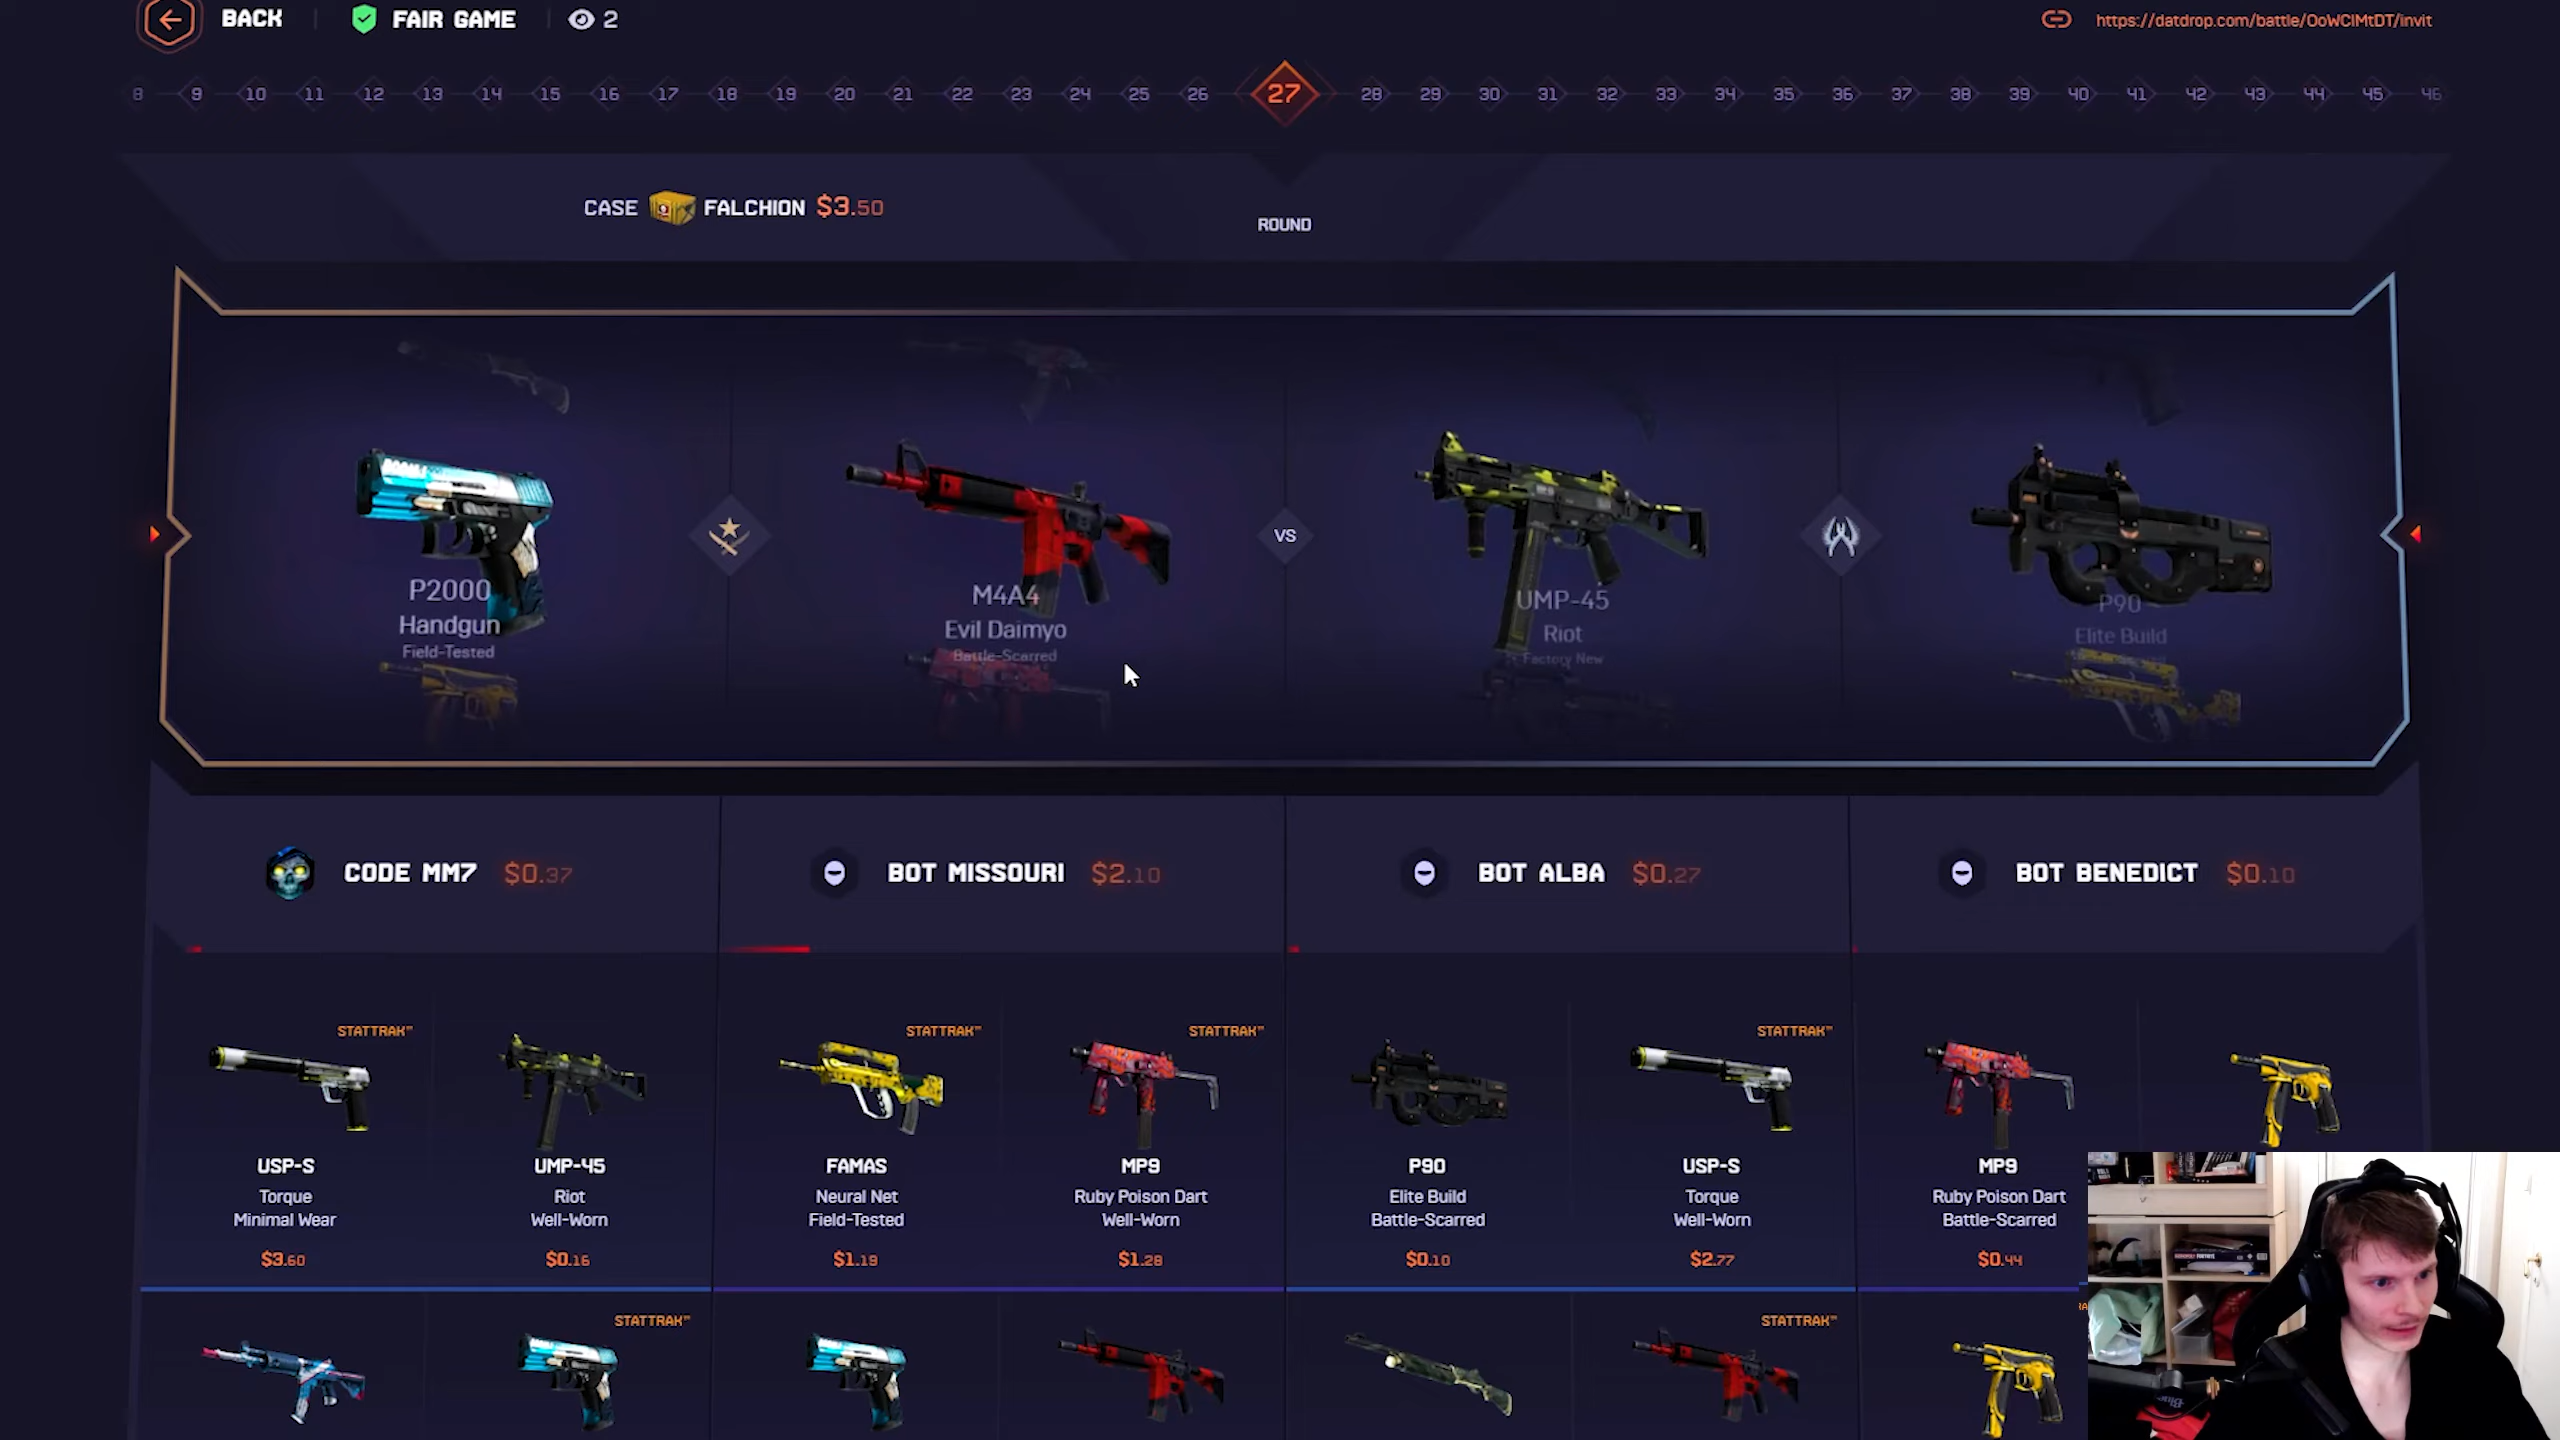 BACK
FAIR GAME
2
https://datdrop.com/battle/OoWClMtDT/invit
8 9 10 11 12 13 14 15 16 17 18 19 20 21 22 23 24 25 26 27 28 29 30 31 32 33 34 35 36 37 38 39 40 41 42 43 44 45 46
CASE FALCHION $3.50
ROUND
VS
P2000
Handgun
Field-Tested
M4A4
Evil Daimyo
Battle-Scarred
UMP-45
Riot
Factory New
P90
Elite Build
CODE MM7 $0.37
BOT MISSOURI $2.10
BOT ALBA $0.27
BOT BENEDICT $0.10
STATTRAK™
USP-S
Torque
Minimal Wear
$3.60
UMP-45
Riot
Well-Worn
$0.16
STATTRAK™
FAMAS
Neural Net
Field-Tested
$1.19
STATTRAK™
MP9
Ruby Poison Dart
Well-Worn
$1.28
P90
Elite Build
Battle-Scarred
$0.10
STATTRAK™
USP-S
Torque
Well-Worn
$2.77
MP9
Ruby Poison Dart
Battle-Scarred
$0.44
STATTRAK™
STATTRAK™